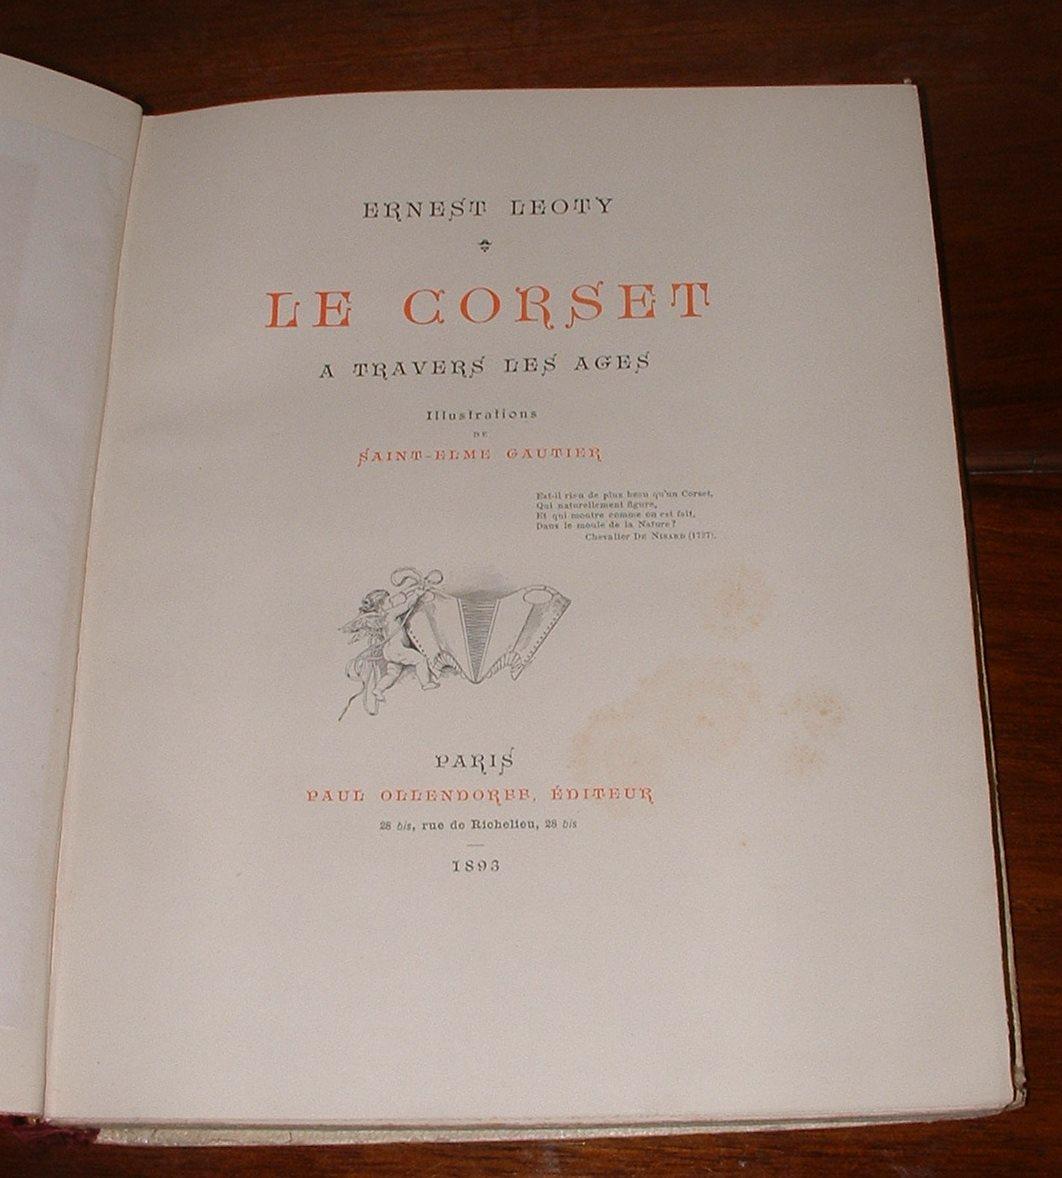 ERNEST LEOTY
LE CORSET
A TRAVERS LES AGES
Illustrations
DE
SAINT-ELME GAUTIER
Est-il rien de plus beau qu'un Corset,
Qui naturellement figure,
Et qui montre comme on est fait,
Dans le moule de la Nature?
Chevalier DE NISARD (1727).
PARIS
PAUL OLLENDORFF, ÉDITEUR
28 bis, rue de Richelieu, 28 bis
1893